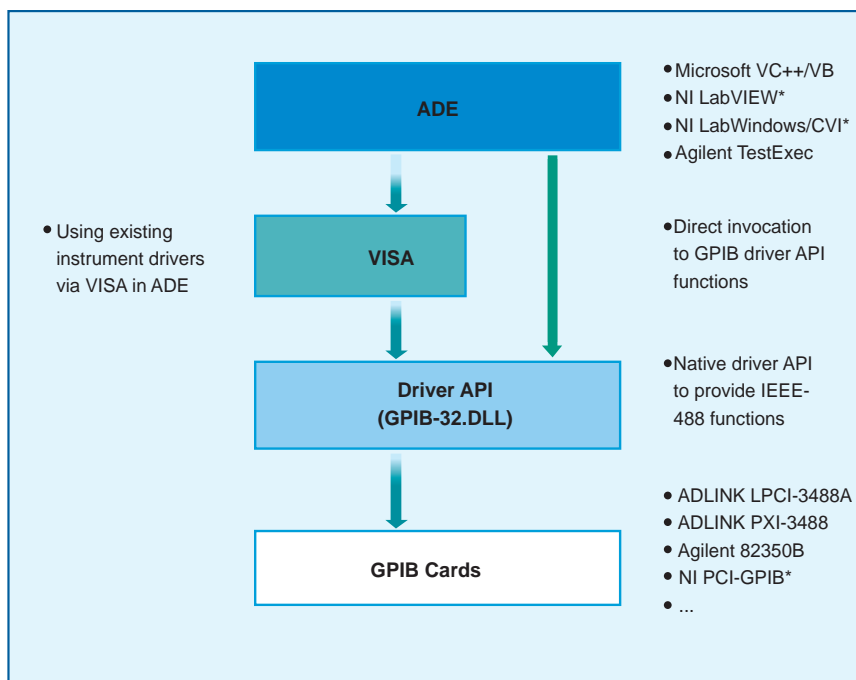 ADE
• Microsoft VC++/VB
• NI LabVIEW*
• NI LabWindows/CVI*
• Agilent TestExec
• Using existing
instrument drivers
via VISA in ADE
VISA
• Direct invocation
to GPIB driver API
functions
Driver API
(GPIB-32.DLL)
• Native driver API
to provide IEEE-
488 functions
GPIB Cards
• ADLINK LPCI-3488A
• ADLINK PXI-3488
• Agilent 82350B
• NI PCI-GPIB*
• ...